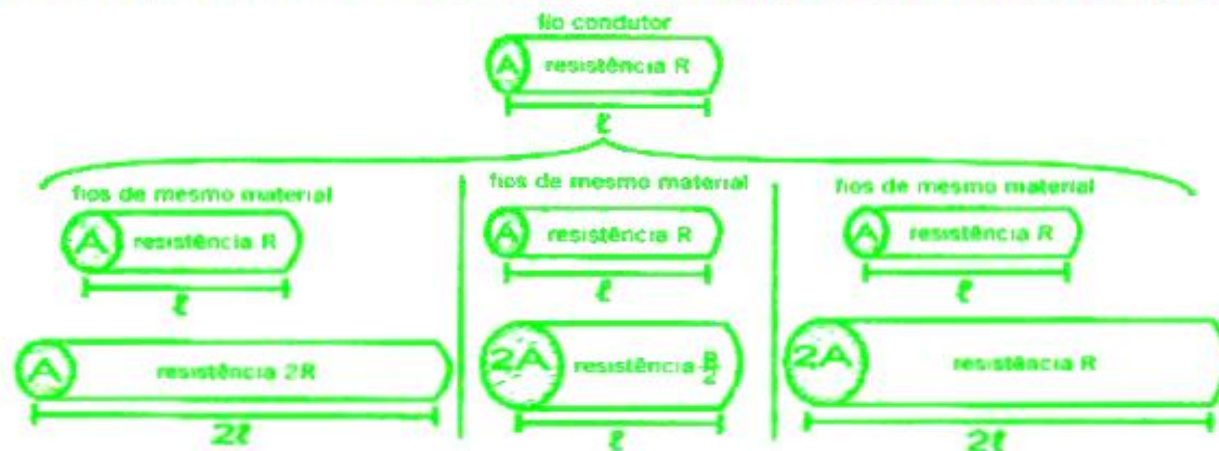 fio condutor
A resistência R
ℓ
fios de mesmo material
A resistência R
ℓ
A resistência 2R
2ℓ
fios de mesmo material
A resistência R
ℓ
2A resistência R/2
ℓ
fios de mesmo material
A resistência R
ℓ
2A resistência R
2ℓ